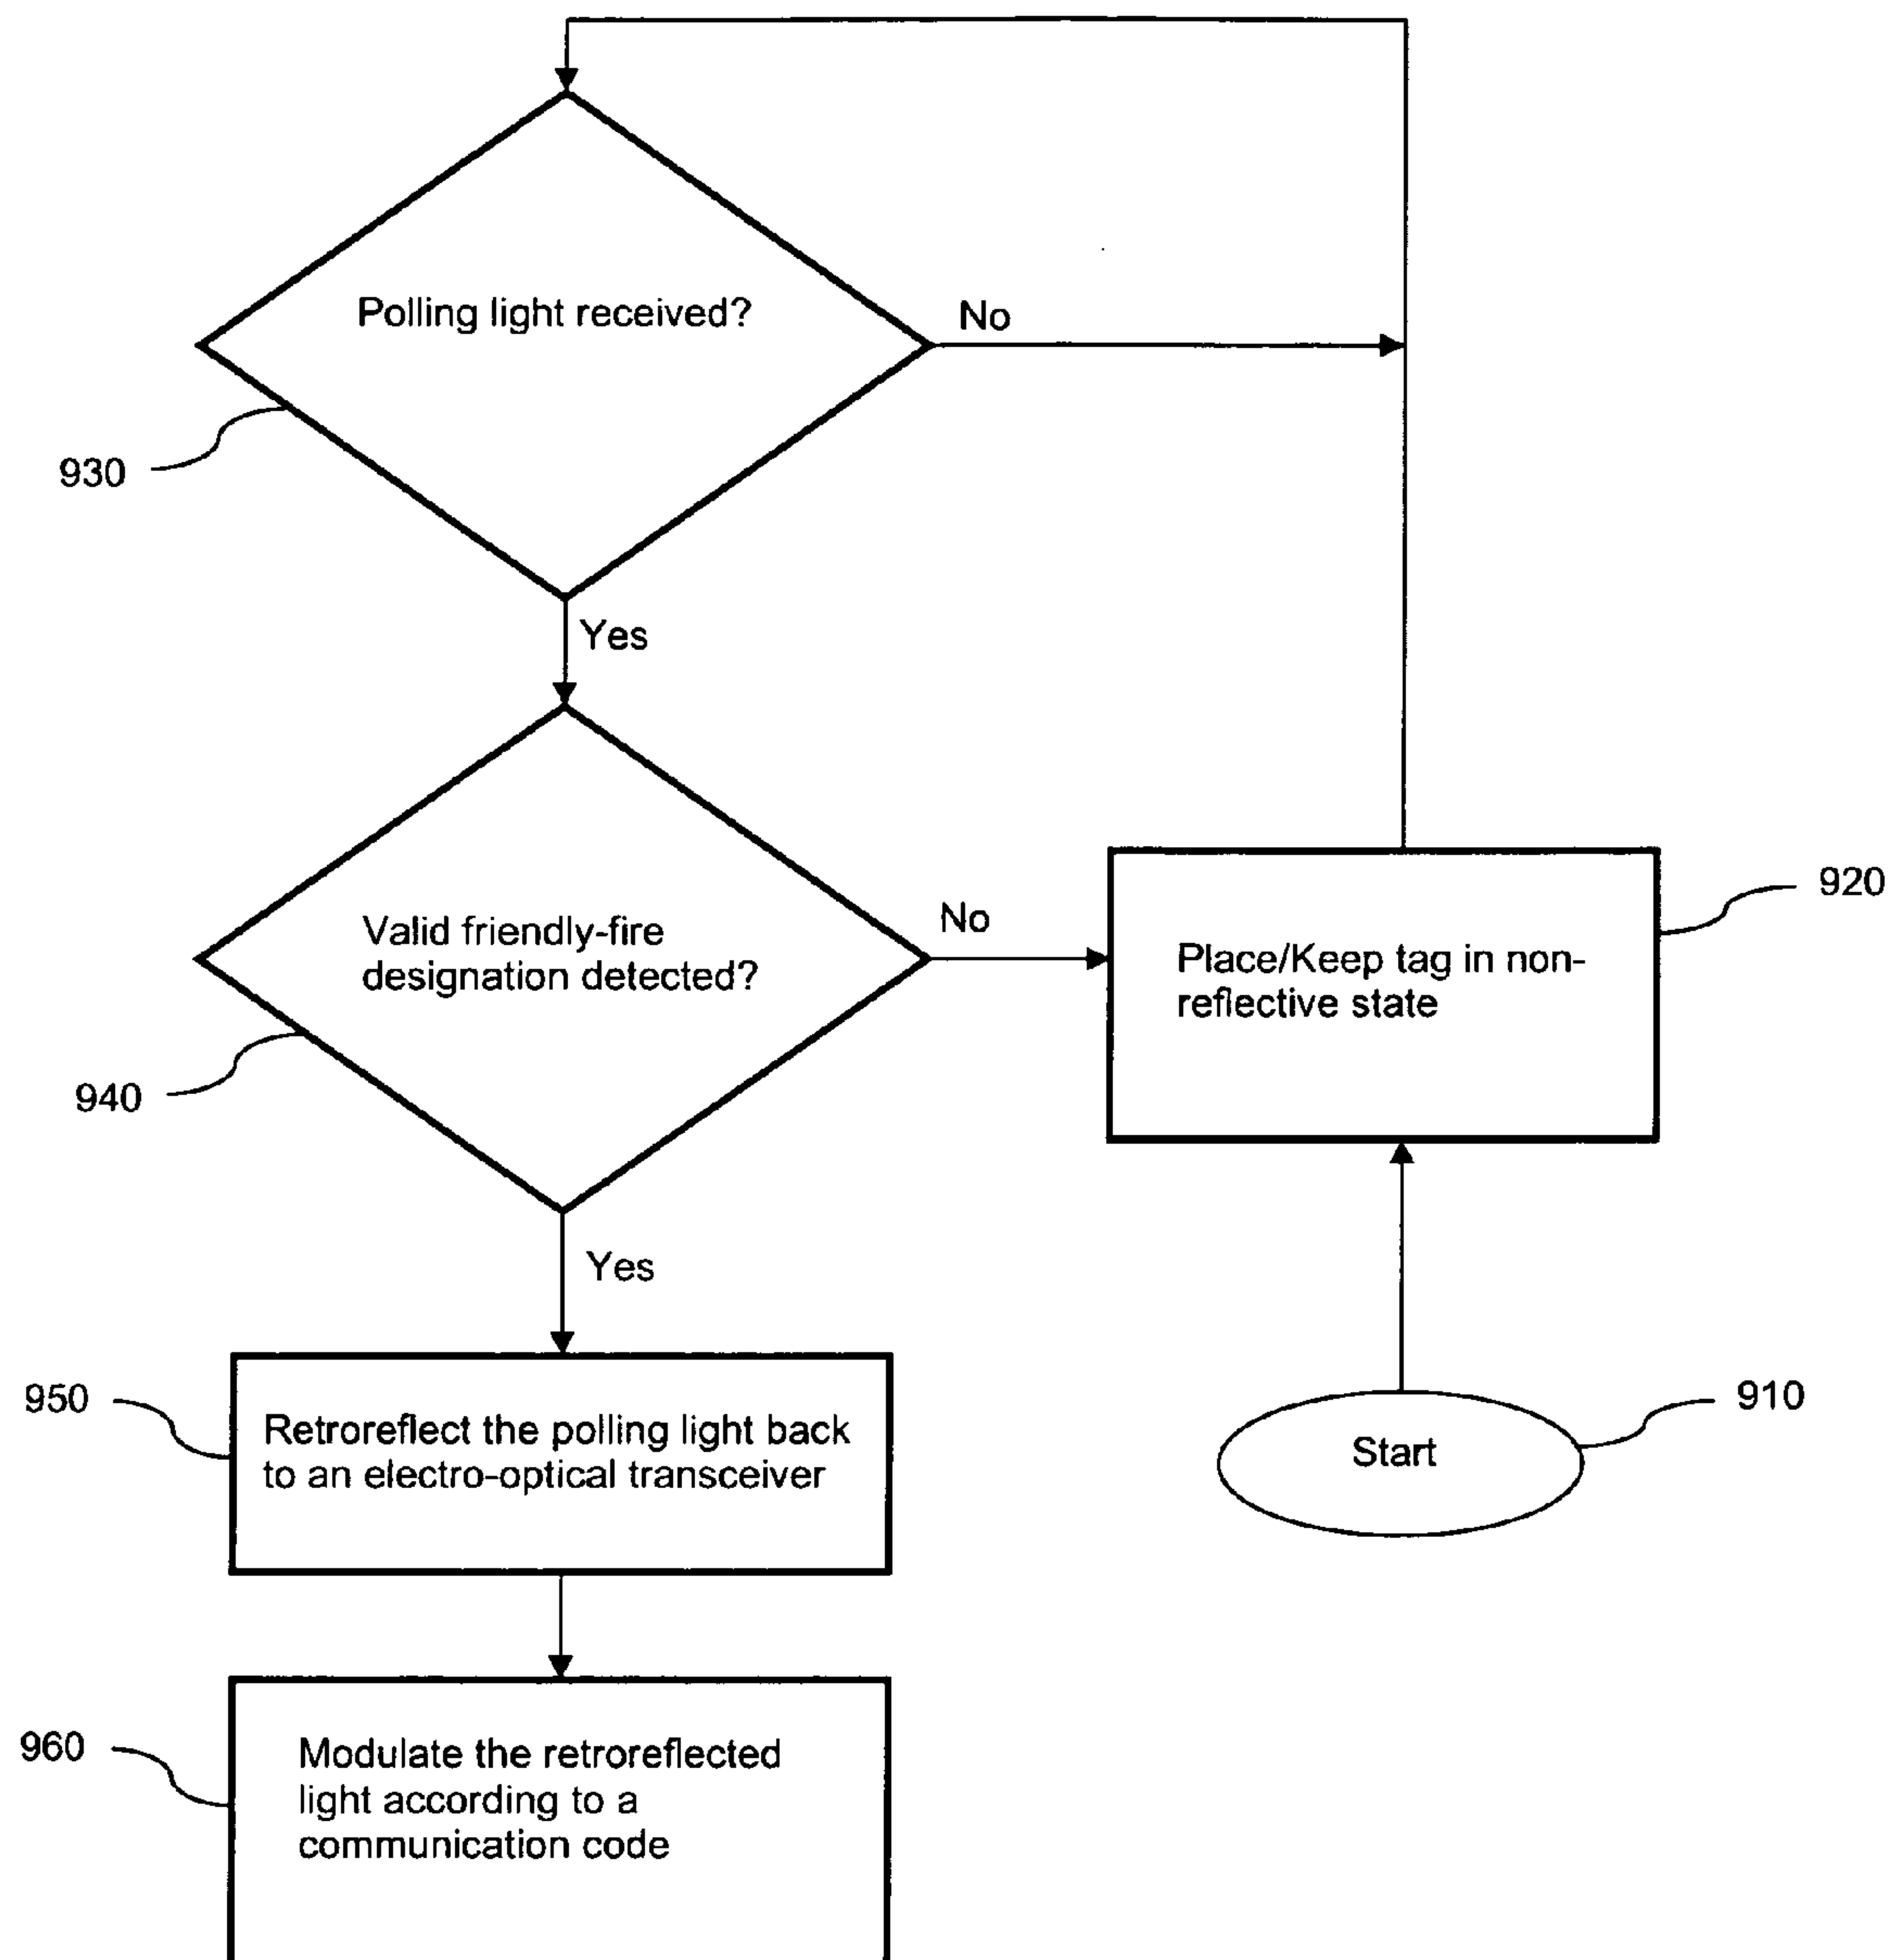 Polling light received?
No
930
Yes
Valid friendly-fire
designation detected?
No
940
Place/Keep tag in non-
reflective state
920
Yes
950
Retroreflect the polling light back
to an electro-optical transceiver
Start
910
960
Modulate the retroreflected
light according to a
communication code